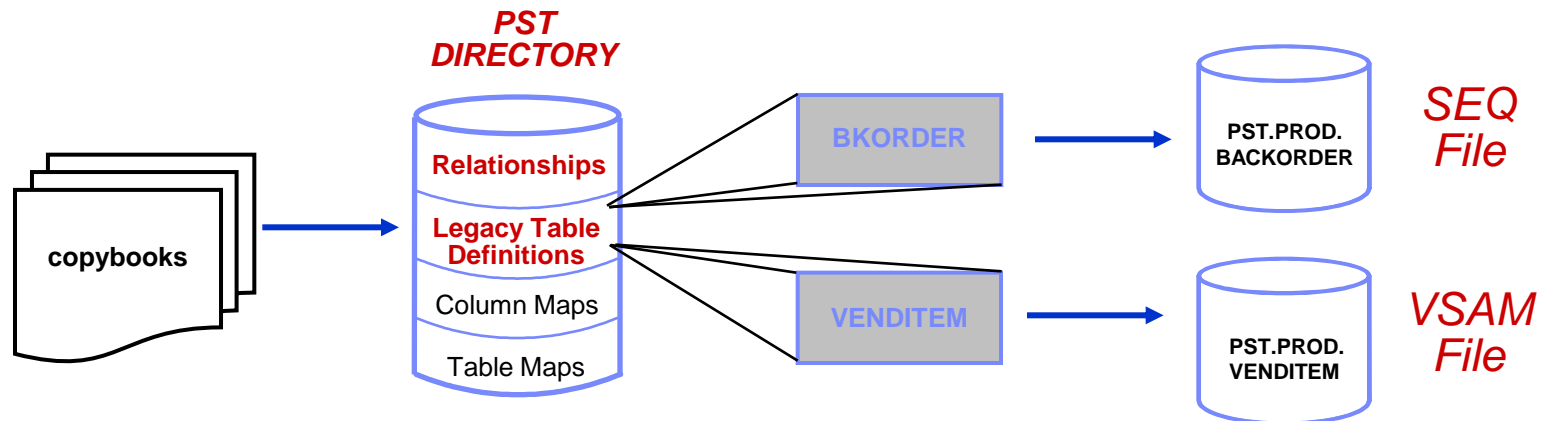 PST
DIRECTORY
copybooks
Relationships
Legacy Table
Definitions
Column Maps
Table Maps
BKORDER
VENDITEM
PST.PROD.
BACKORDER
SEQ
File
PST.PROD.
VENDITEM
VSAM
File